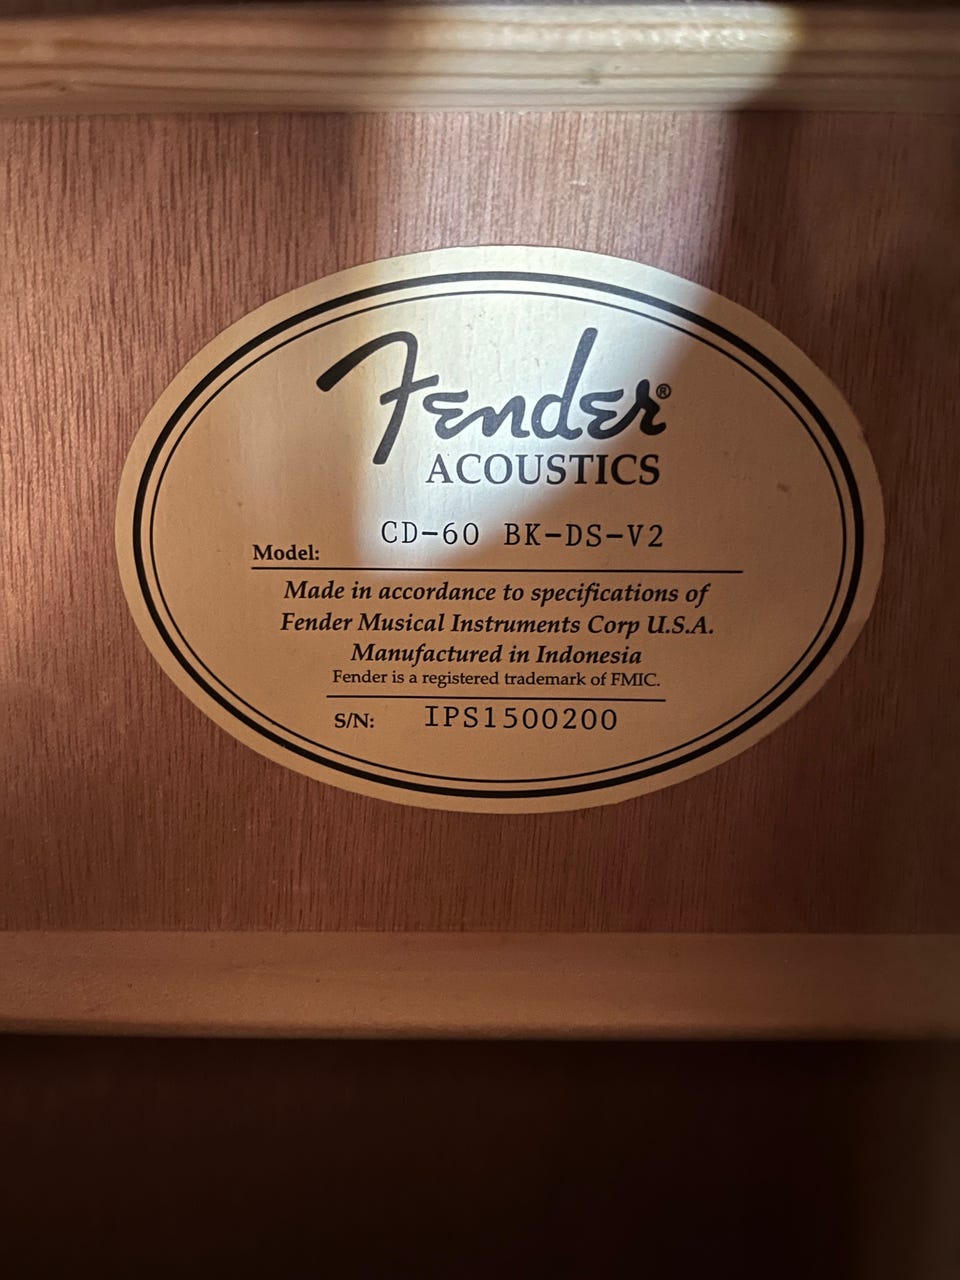 Fender®
ACOUSTICS
Model: CD-60 BK-DS-V2
Made in accordance to specifications of
Fender Musical Instruments Corp U.S.A.
Manufactured in Indonesia
Fender is a registered trademark of FMIC.
S/N: IPS1500200